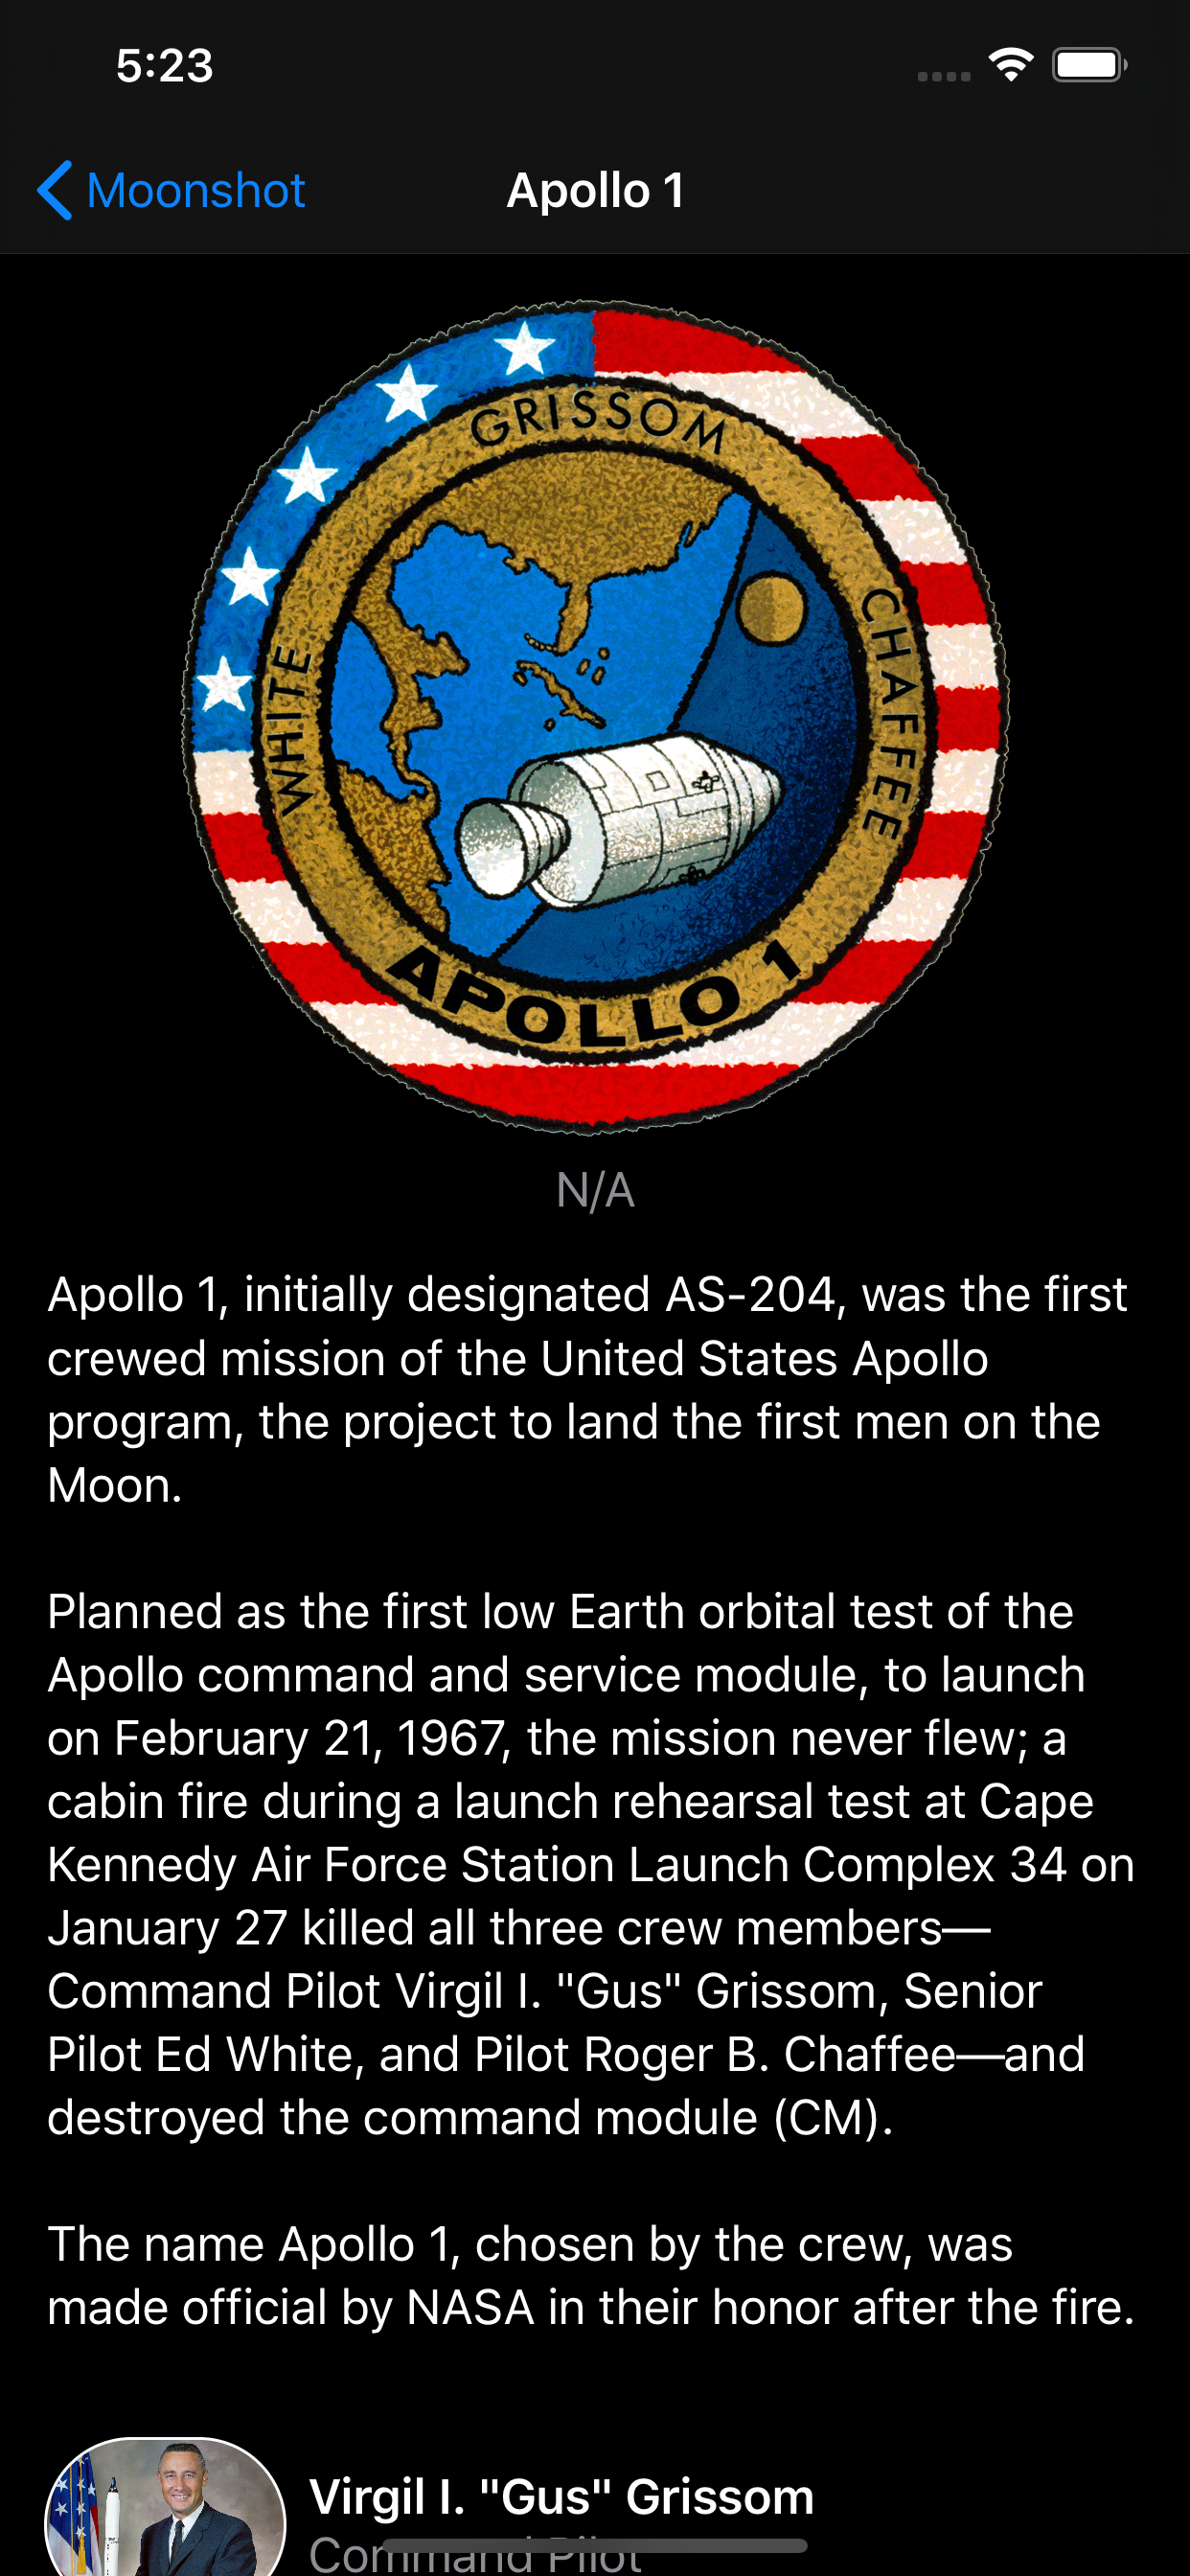 5:23
Moonshot
Apollo 1
GRISSOM
WHITE
CHAFFEE
APOLLO 1
N/A
Apollo 1, initially designated AS-204, was the first
crewed mission of the United States Apollo
program, the project to land the first men on the
Moon.
Planned as the first low Earth orbital test of the
Apollo command and service module, to launch
on February 21, 1967, the mission never flew; a
cabin fire during a launch rehearsal test at Cape
Kennedy Air Force Station Launch Complex 34 on
January 27 killed all three crew members—
Command Pilot Virgil I. "Gus" Grissom, Senior
Pilot Ed White, and Pilot Roger B. Chaffee—and
destroyed the command module (CM).
The name Apollo 1, chosen by the crew, was
made official by NASA in their honor after the fire.
Virgil I. "Gus" Grissom
Command Pilot